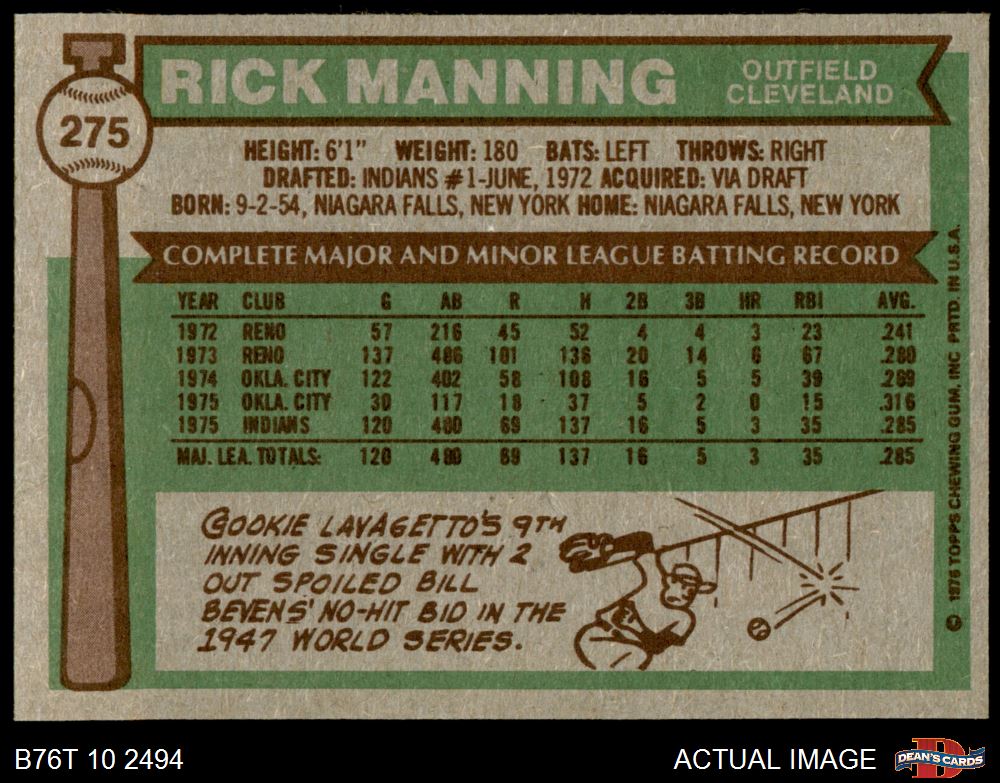 RICK MANNING
OUTFIELD
CLEVELAND
275
HEIGHT: 6'1" WEIGHT: 180 BATS: LEFT THROWS: RIGHT
DRAFTED: INDIANS #1-JUNE, 1972 ACQUIRED: VIA DRAFT
BORN: 9-2-54, NIAGARA FALLS, NEW YORK HOME: NIAGARA FALLS, NEW YORK
COMPLETE MAJOR AND MINOR LEAGUE BATTING RECORD
YEAR CLUB G AB R H 2B 3B HR RBI AVG.
1972 RENO 57 216 45 52 4 4 3 23 .241
1973 RENO 137 486 101 136 20 14 6 67 .280
1974 OKLA. CITY 122 402 58 108 16 5 5 39 .269
1975 OKLA. CITY 30 117 18 37 5 2 0 15 .316
1975 INDIANS 120 480 69 137 16 5 3 35 .285
MAJ. LEA. TOTALS: 120 480 69 137 16 5 3 35 .285
COOKIE LAVAGETTO'S 9TH
INNING SINGLE WITH 2
OUT SPOILED BILL
BEVENS' NO-HIT BID IN THE
1947 WORLD SERIES.
© 1976 TOPPS CHEWING GUM, INC PRTD. IN U.S.A.
B76T 10 2494
ACTUAL IMAGE
D
DEAN'S CARDS